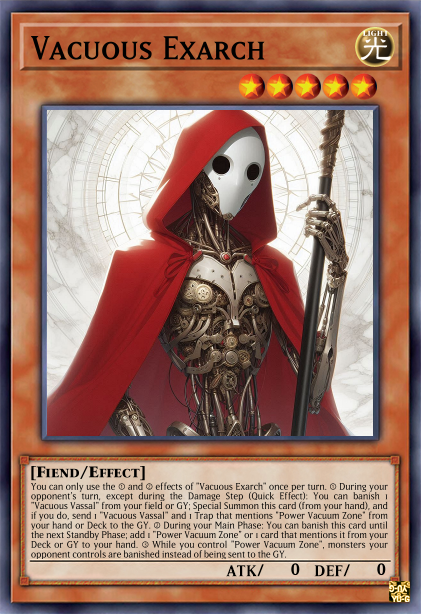 Vacuous Exarch
LIGHT
光
[Fiend/Effect]
You can only use the ① and ② effects of "Vacuous Exarch" once per turn. ① During your
opponent's turn, except during the Damage Step (Quick Effect): You can banish 1
"Vacuous Vassal" from your field or GY; Special Summon this card (from your hand), and
if you do, send 1 "Vacuous Vassal" and 1 Trap that mentions "Power Vacuum Zone" from
your hand or Deck to the GY. ② During your Main Phase: You can banish this card until
the next Standby Phase; add 1 "Power Vacuum Zone" or 1 card that mentions it from your
Deck or GY to your hand. ③ While you control "Power Vacuum Zone", monsters your
opponent controls are banished instead of being sent to the GY.
ATK/ 0 DEF/ 0